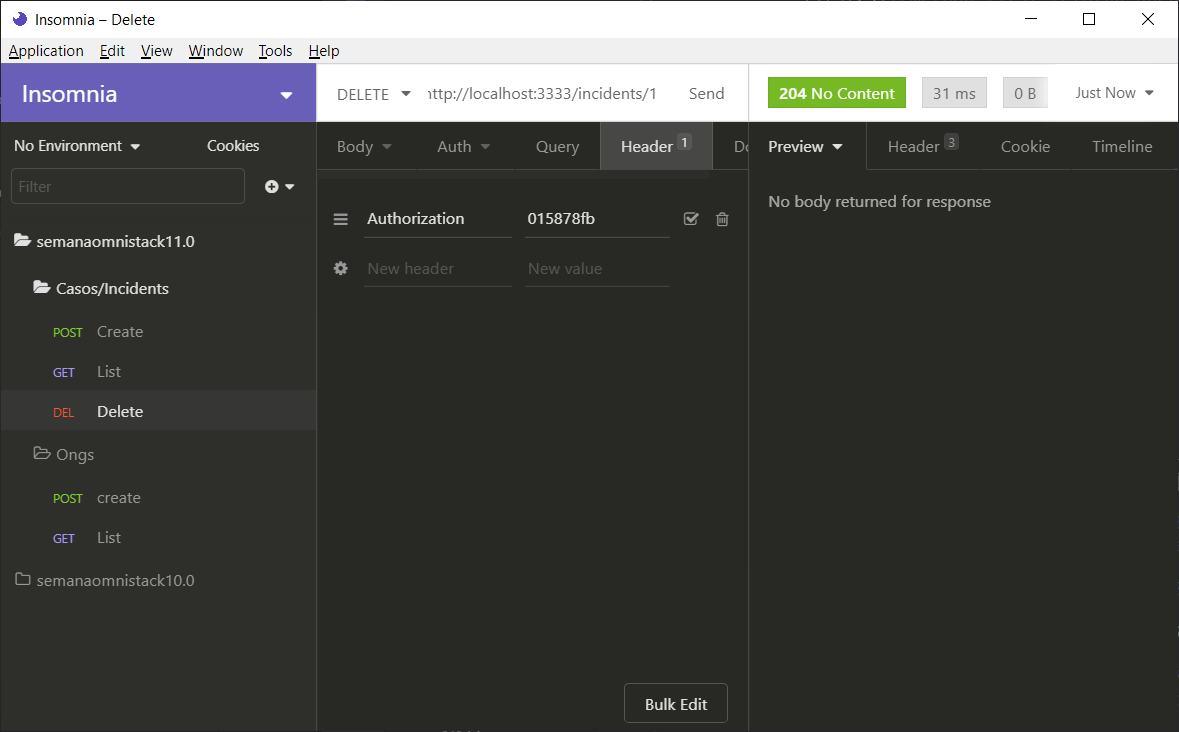 Insomnia – Delete
Application Edit View Window Tools Help
Insomnia
DELETE http://localhost:3333/incidents/1 Send
204 No Content 31 ms 0 B Just Now
No Environment Cookies
Body Auth Query Header 1
Preview Header 3 Cookie Timeline
Filter
semanaomnistack11.0
Casos/Incidents
POST Create
GET List
DEL Delete
Ongs
POST create
GET List
semanaomnistack10.0
Authorization 015878fb
New header New value
Bulk Edit
No body returned for response